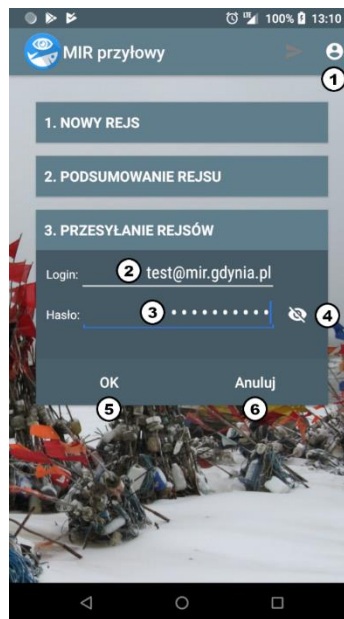 100% 13:10
MIR przyłowy
1
1. NOWY REJS
2. PODSUMOWANIE REJSU
3. PRZESYŁANIE REJSÓW
Login: 2 test@mir.gdynia.pl
Hasło: 3 •••••••••• 4
OK Anuluj
5 6